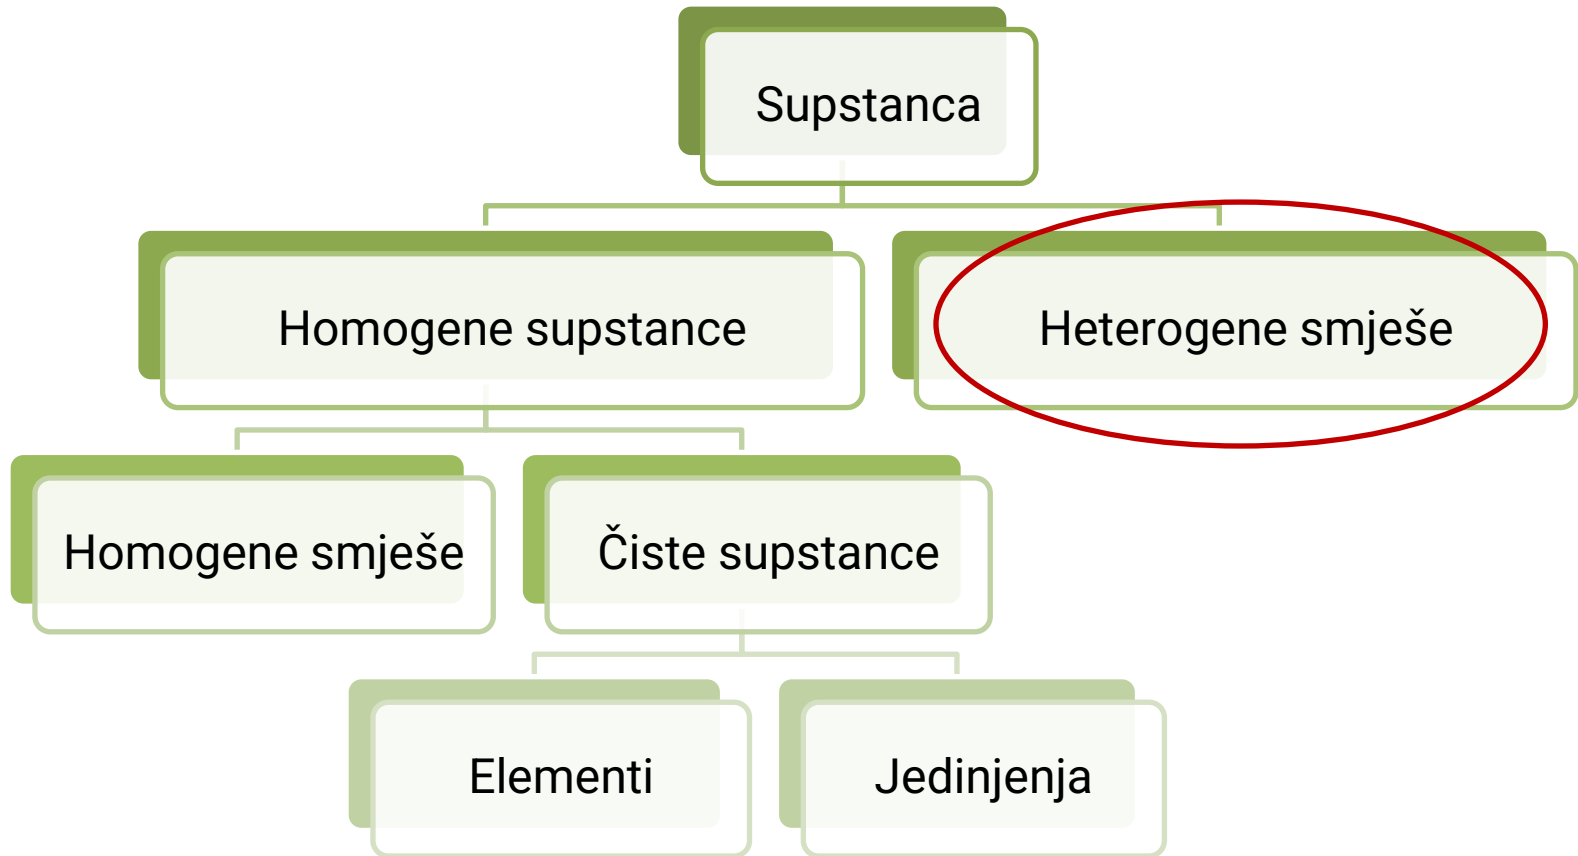 Supstanca
Homogene supstance
Heterogene smješe
Homogene smješe
Čiste supstance
Elementi
Jedinjenja